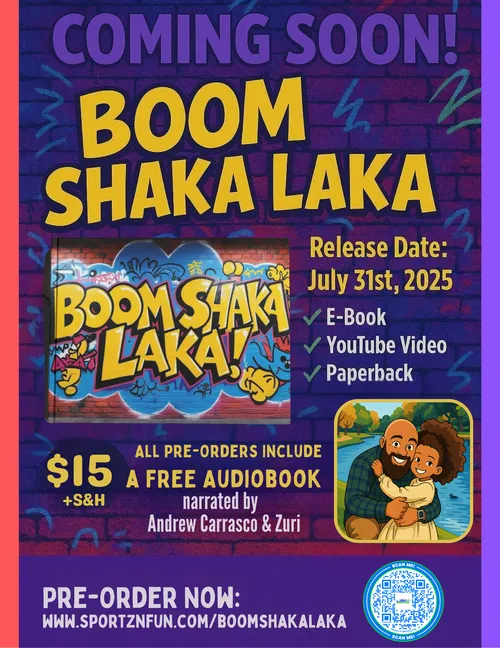 COMING SOON!
BOOM
SHAKA LAKA
Release Date:
July 31st, 2025
E-Book
YouTube Video
Paperback
BOOM SHAKA
LAKA!
$15
+S&H
ALL PRE-ORDERS INCLUDE
A FREE AUDIOBOOK
narrated by
Andrew Carrasco & Zuri
PRE-ORDER NOW:
WWW.SPORTZNFUN.COM/BOOMSHAKALAKA
SCAN ME!
SCAN ME!